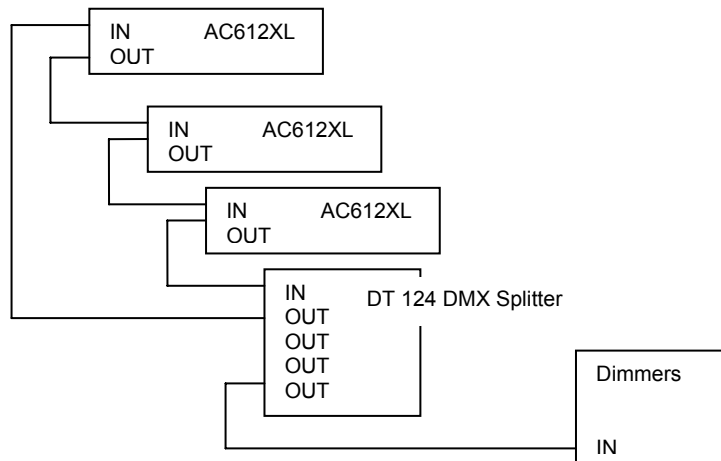 IN AC612XL
OUT
IN AC612XL
OUT
IN AC612XL
OUT
IN DT 124 DMX Splitter
OUT
OUT
OUT
OUT
Dimmers
IN